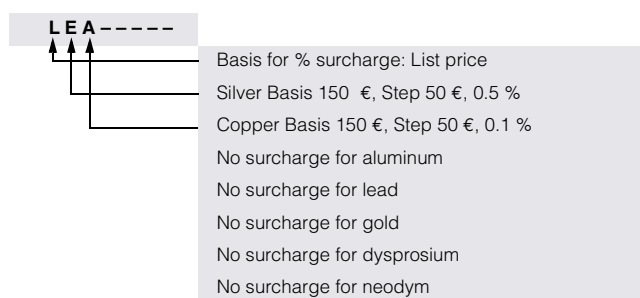 LEA-----
Basis for % surcharge: List price
Silver Basis 150 €, Step 50 €, 0.5 %
Copper Basis 150 €, Step 50 €, 0.1 %
No surcharge for aluminum
No surcharge for lead
No surcharge for gold
No surcharge for dysprosium
No surcharge for neodym